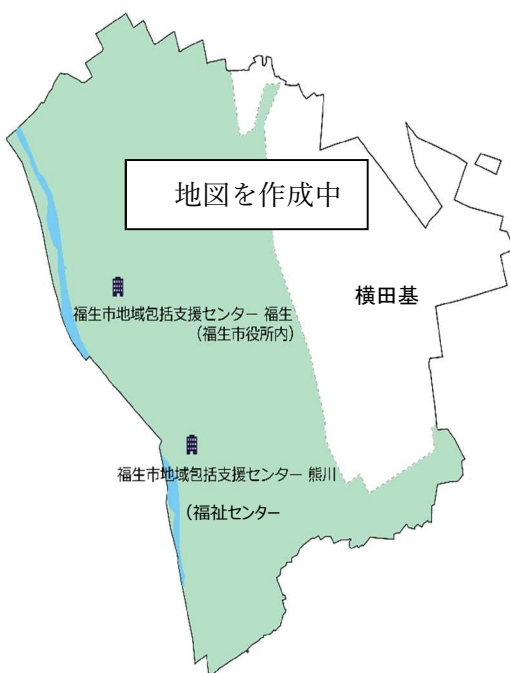 地図を作成中
横田基
福生市地域包括支援センター 福生
（福生市役所内）
福生市地域包括支援センター 熊川
（福祉センター